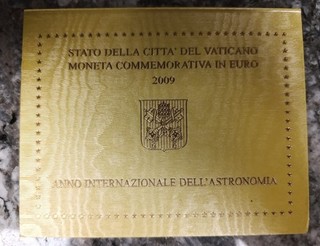 STATO DELLA CITTA' DEL VATICANO
MONETA COMMEMORATIVA IN EURO
2009
ANNO INTERNAZIONALE DELL'ASTRONOMIA